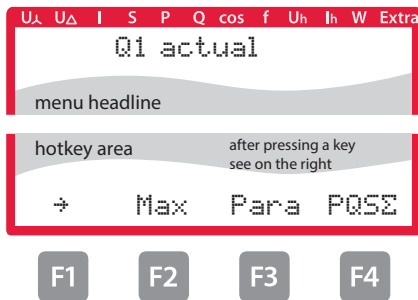 U⅄ U△ I S P Q cos f Uh Ih W Extra
Q1 actual
menu headline
hotkey area
after pressing a key
see on the right
→ Max Para PQSΣ
F1 F2 F3 F4